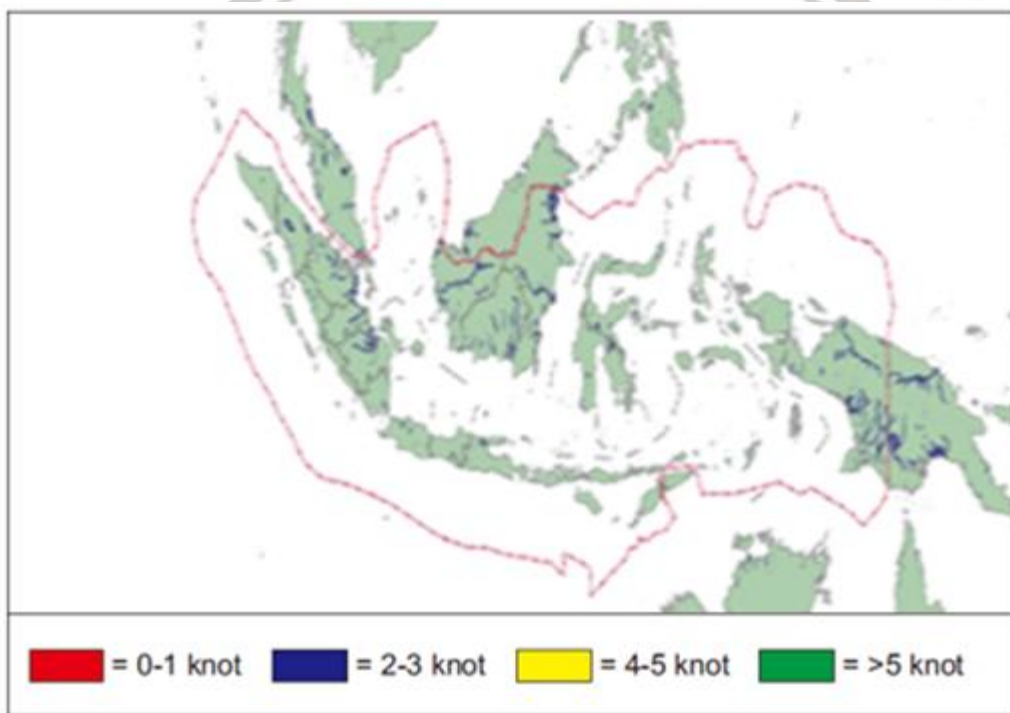 = 0-1 knot = 2-3 knot = 4-5 knot = >5 knot